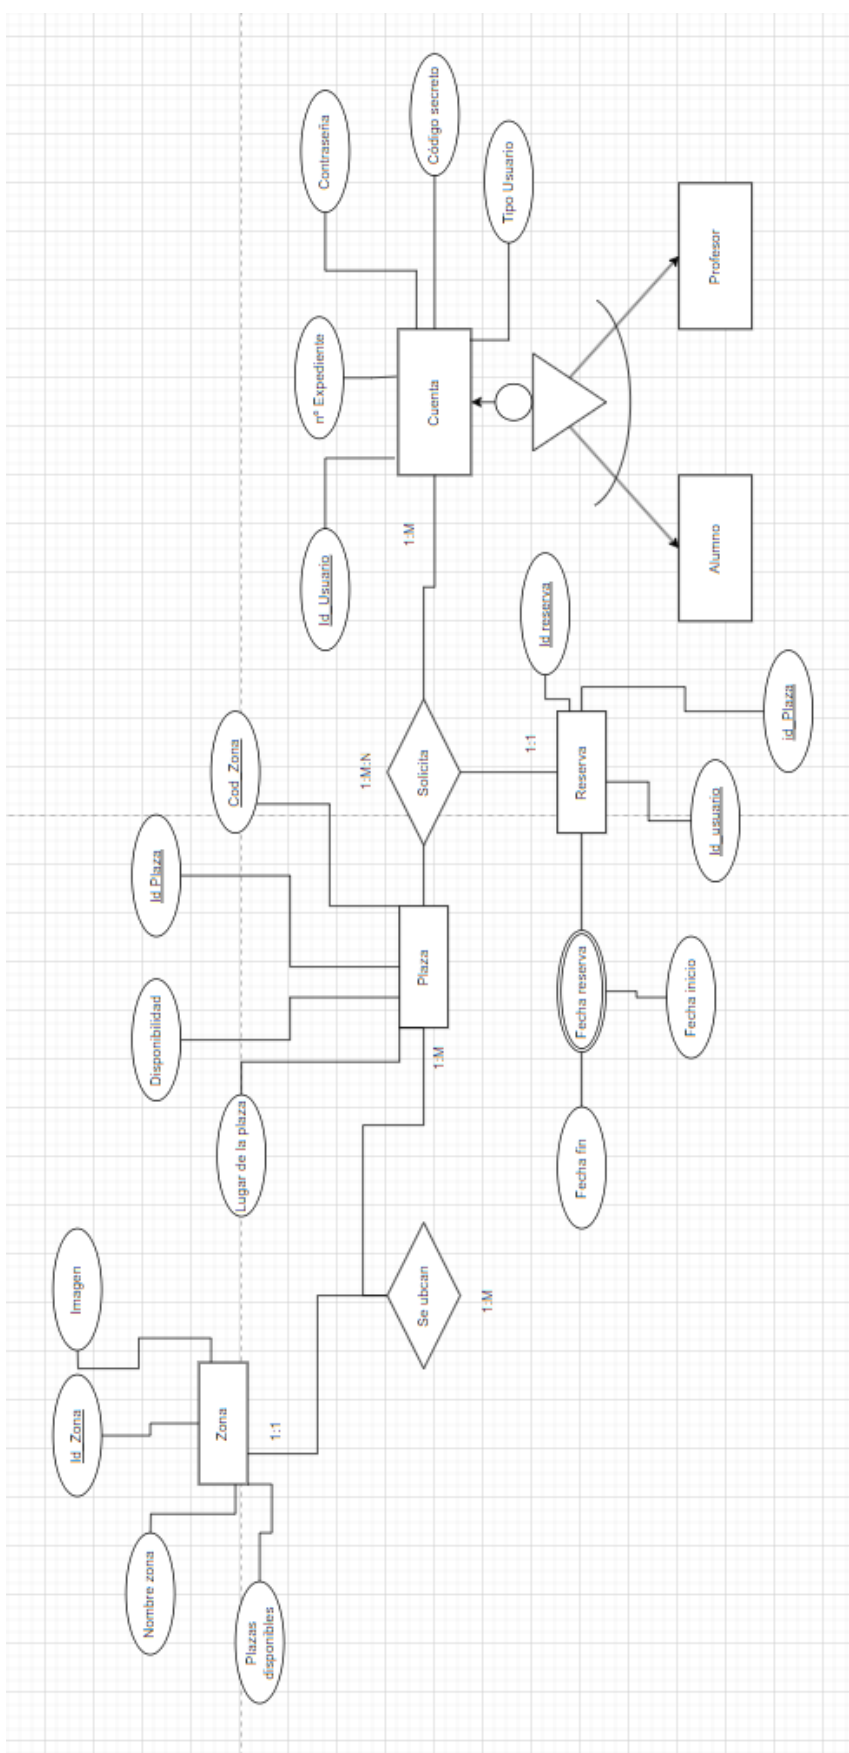 Imagen
Id_Zona
Nombre zona
Plazas
disponibles
Zona
1:1
Se ubcan
1:M
1:M
Lugar de la plaza
Disponibilidad
Id Plaza
Cod_Zona
Plaza
1:M:N
Solicita
1:1
Reserva
Id reserva
id_Plaza
Id_usuario
Fecha reserva
Fecha inicio
Fecha fin
1:M
Id_Usuario
nº Expediente
Contraseña
Código secreto
Tipo Usuario
Cuenta
Alumno
Profesor